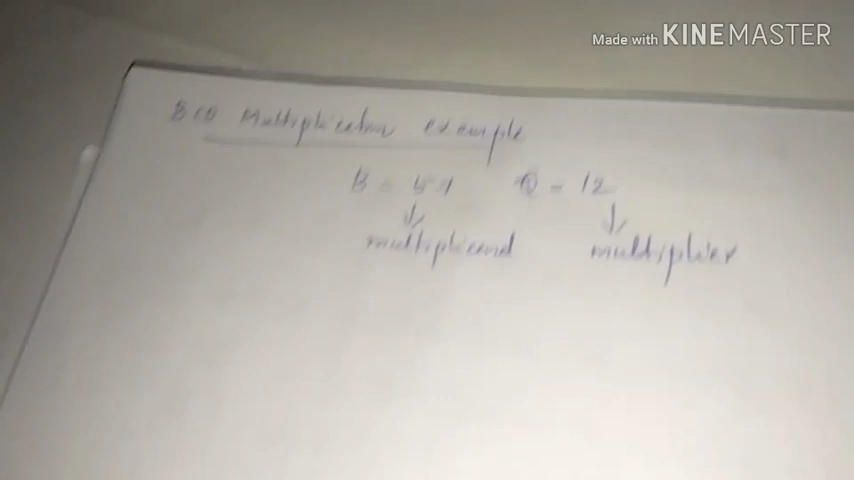 Made with KINEMASTER
BCD Multiplication example
B = 51 Q = 12
multiplicand multiplier